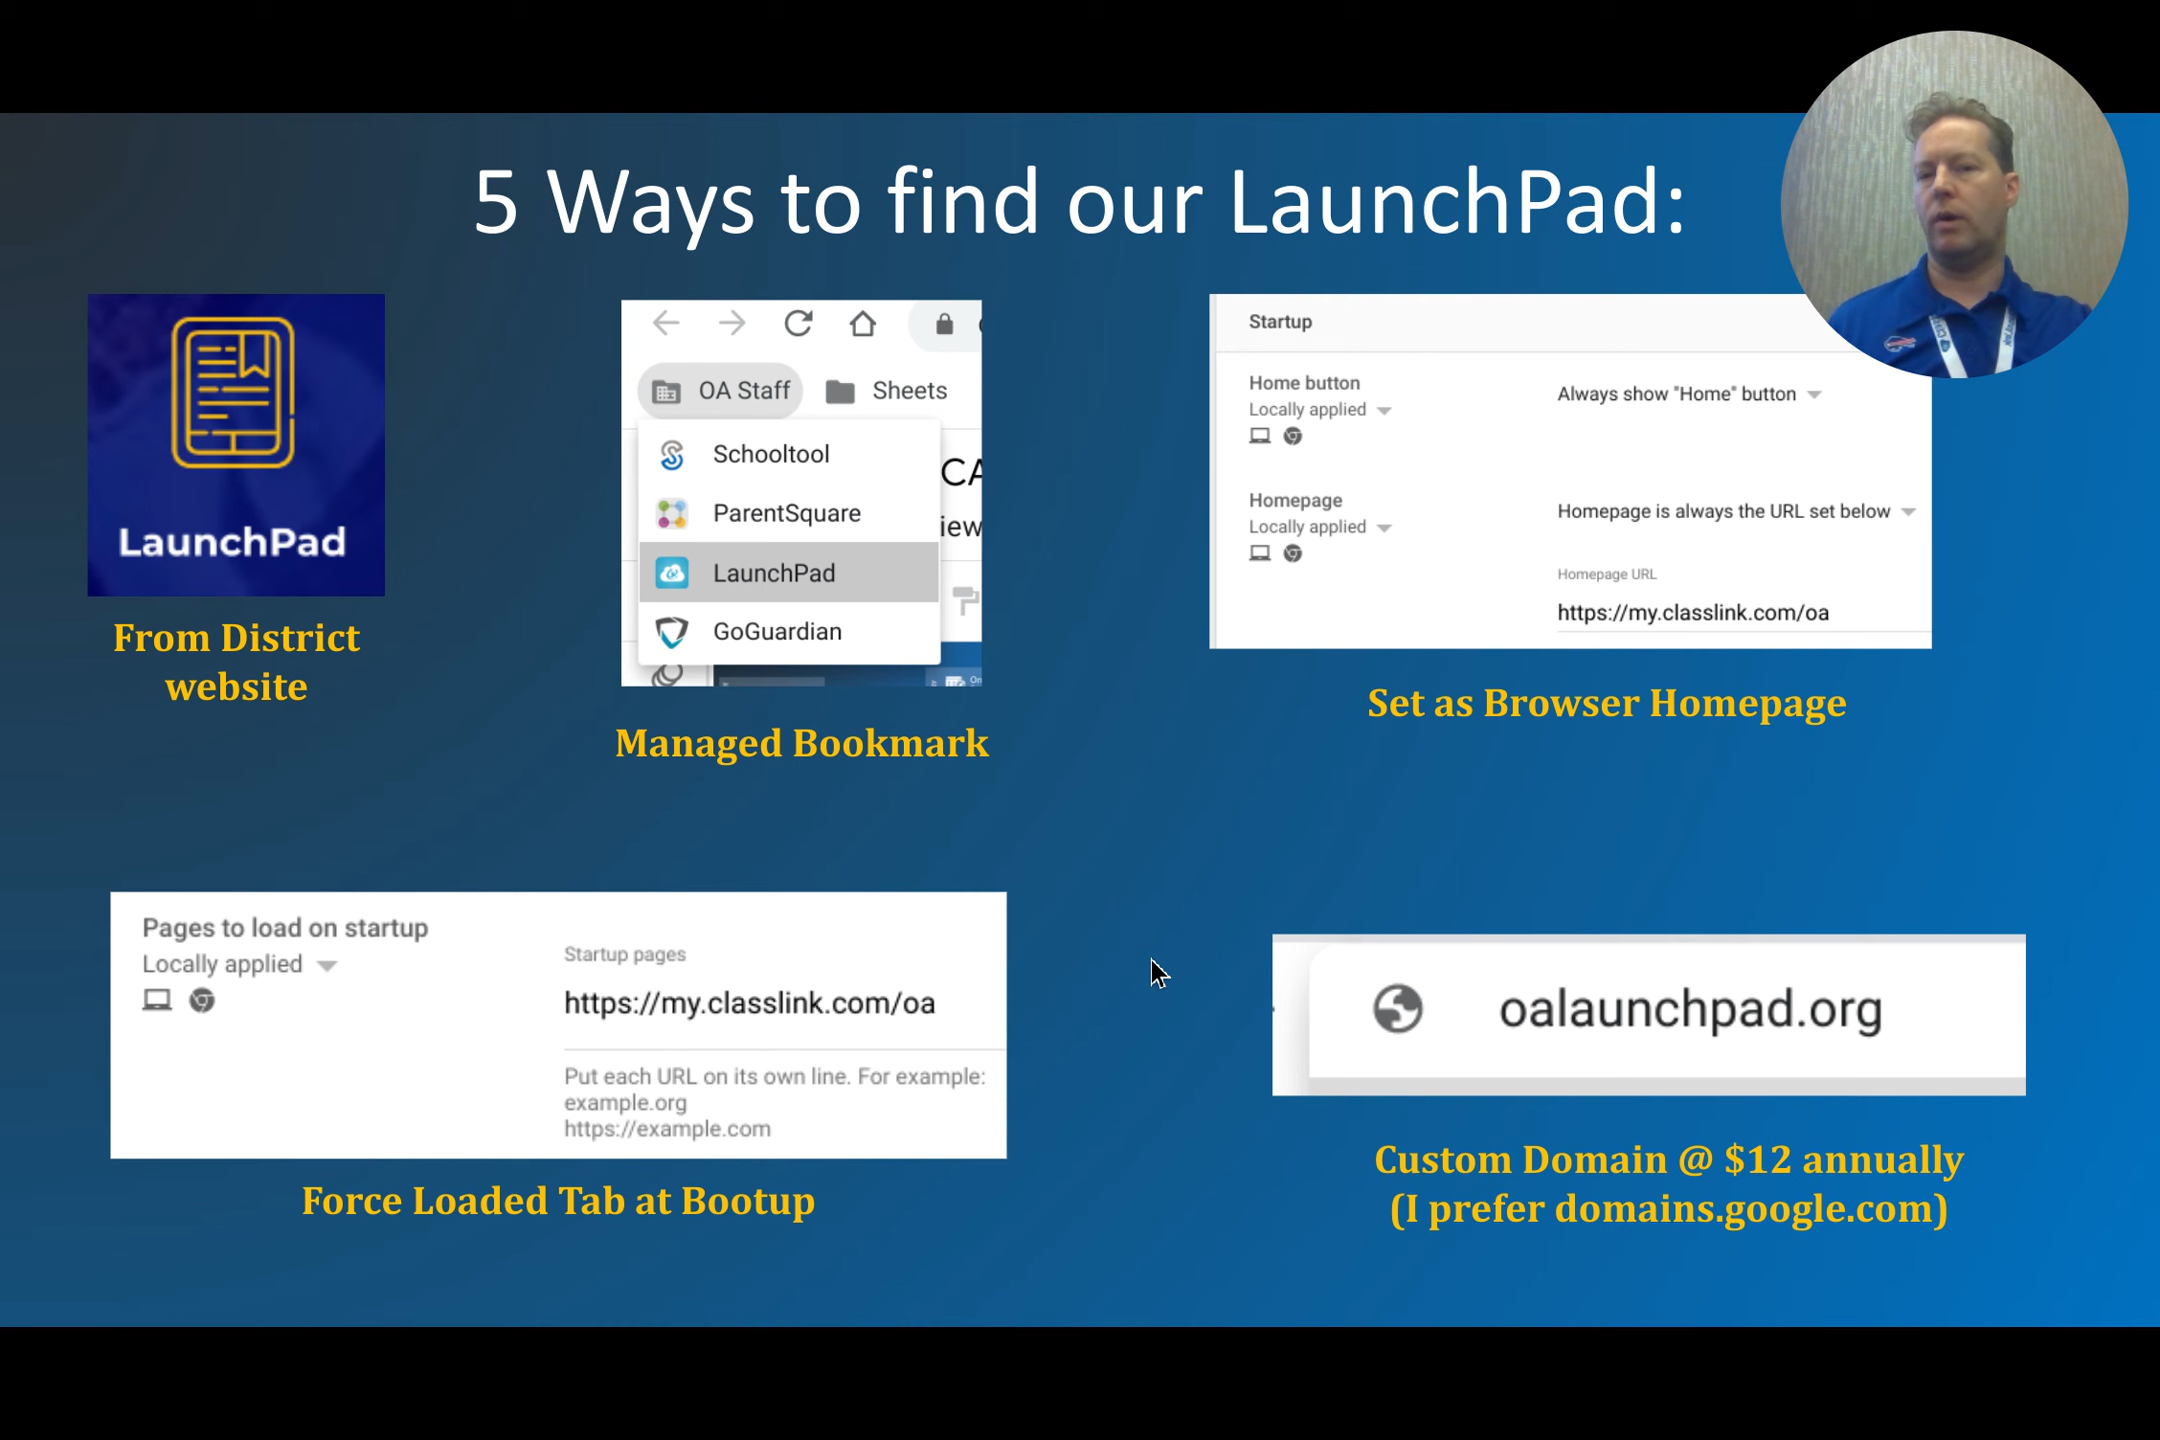 5 Ways to find our LaunchPad:
LaunchPad
From District
website
OA Staff
Sheets
Schooltool
ParentSquare
LaunchPad
GoGuardian
CA
iew
On
Managed Bookmark
Startup
Home button
Locally applied
Always show "Home" button
Homepage
Locally applied
Homepage is always the URL set below
Homepage URL
https://my.classlink.com/oa
Set as Browser Homepage
Pages to load on startup
Locally applied
Startup pages
https://my.classlink.com/oa
Put each URL on its own line. For example:
example.org
https://example.com
Force Loaded Tab at Bootup
oalaunchpad.org
Custom Domain @ $12 annually
(I prefer domains.google.com)